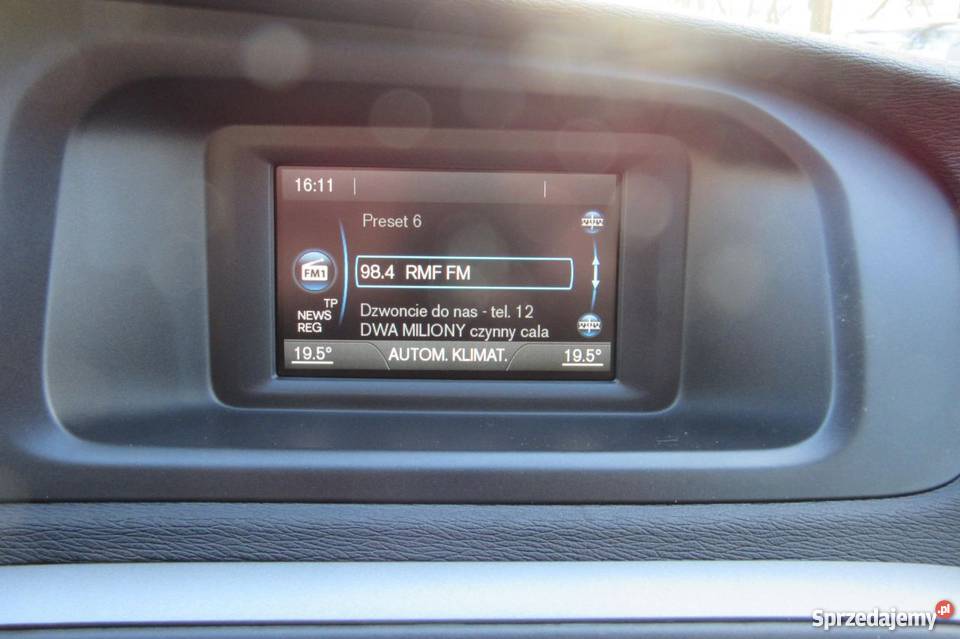 16:11
Preset 6
FM1
98.4 RMF FM
TP
NEWS
REG
Dzwoncie do nas - tel. 12
DWA MILIONY czynny cala
19.5° AUTOM. KLIMAT. 19.5°
Sprzedajemy.pl